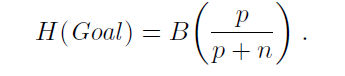 H(Goal) = B(p/(p + n)) .